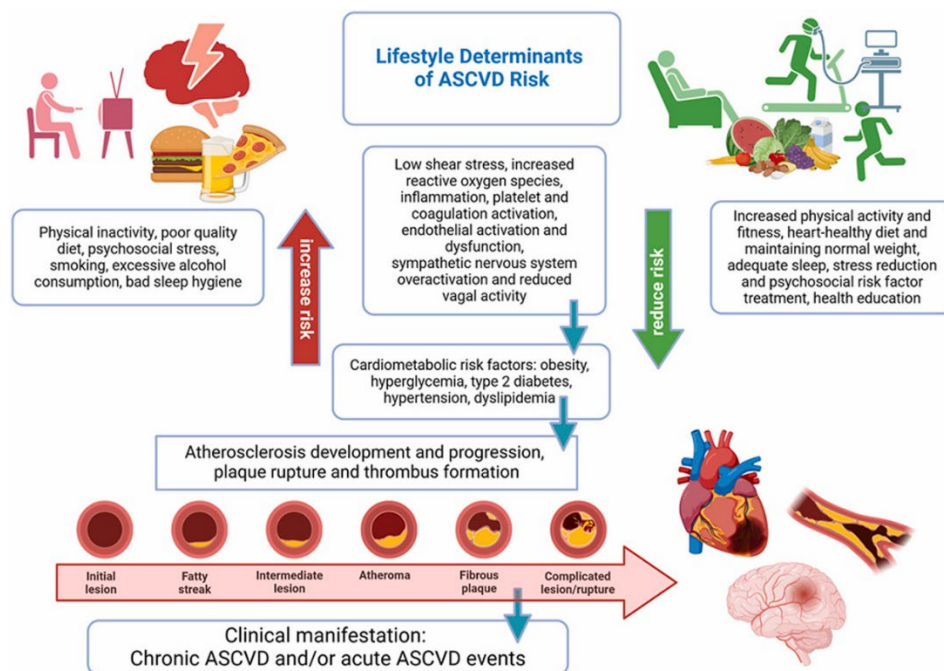 Lifestyle Determinants
of ASCVD Risk
Physical inactivity, poor quality
diet, psychosocial stress,
smoking, excessive alcohol
consumption, bad sleep hygiene
increase risk
Low shear stress, increased
reactive oxygen species,
inflammation, platelet and
coagulation activation,
endothelial activation and
dysfunction,
sympathetic nervous system
overactivation and reduced
vagal activity
reduce risk
Increased physical activity and
fitness, heart-healthy diet and
maintaining normal weight,
adequate sleep, stress reduction
and psychosocial risk factor
treatment, health education
Cardiometabolic risk factors: obesity,
hyperglycemia, type 2 diabetes,
hypertension, dyslipidemia
Atherosclerosis development and progression,
plaque rupture and thrombus formation
Initial
lesion
Fatty
streak
Intermediate
lesion
Atheroma
Fibrous
plaque
Complicated
lesion/rupture
Clinical manifestation:
Chronic ASCVD and/or acute ASCVD events